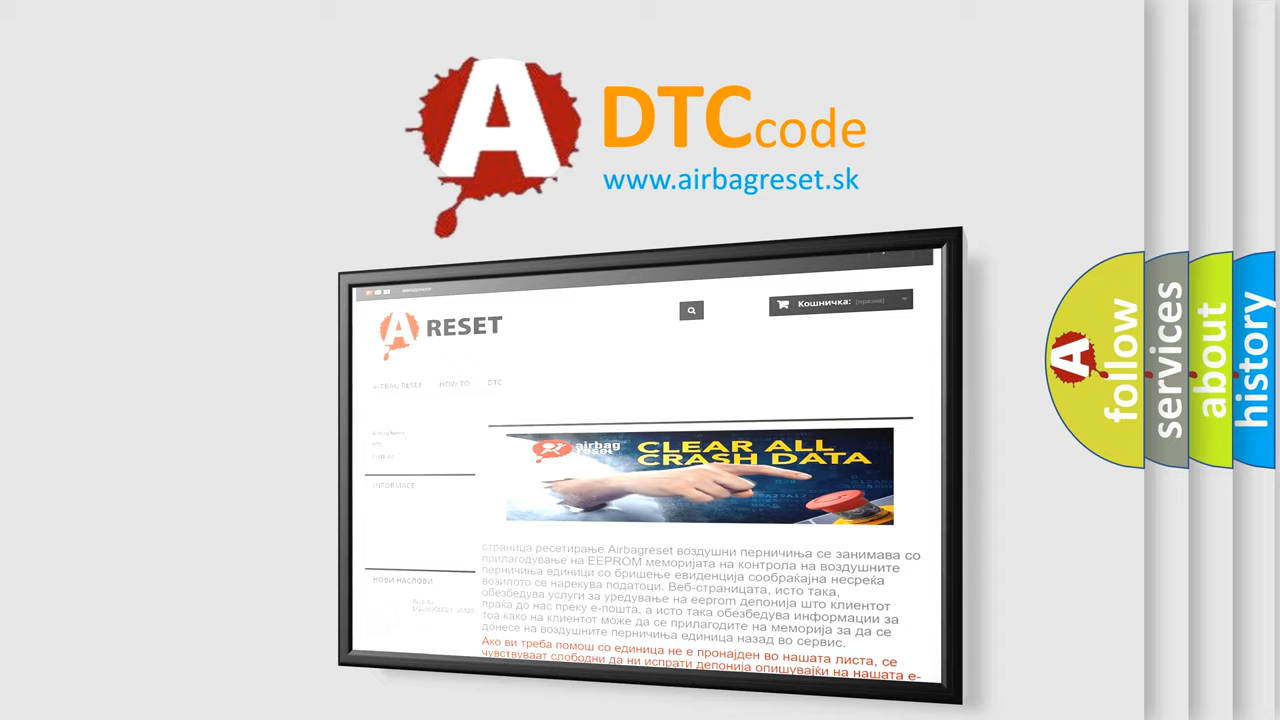 A
DTC code
www.airbagreset.sk
A RESET
Кошничка: (празни)
AIRBAG RESET HOW TO DTC
airbag
reset
CLEAR ALL
CRASH DATA
INFORMACE
НОВИ НАСЛОВИ
страница ресетирање Airbagreset воздушни перничиња се занимава со
прилагодување на EEPROM меморијата на контрола на воздушните
перничиња единици со бришење евиденција сообраќајна несреќа
возилото се нарекува податоци. Веб-страницата, исто така,
обезбедува услуги за уредување на eeprom депонија што клиентот
праќа до нас преку е-пошта, а исто така обезбедува информации за
тоа како на клиентот може да се прилагодите на меморија за да се
донесе на воздушните перничиња единица назад во сервис.
Ако ви треба помош со единица не е пронајден во нашата листа, се
чувствуваат слободни да ни испрати депонија опишувајќи на нашата е-
A follow
services
about
history